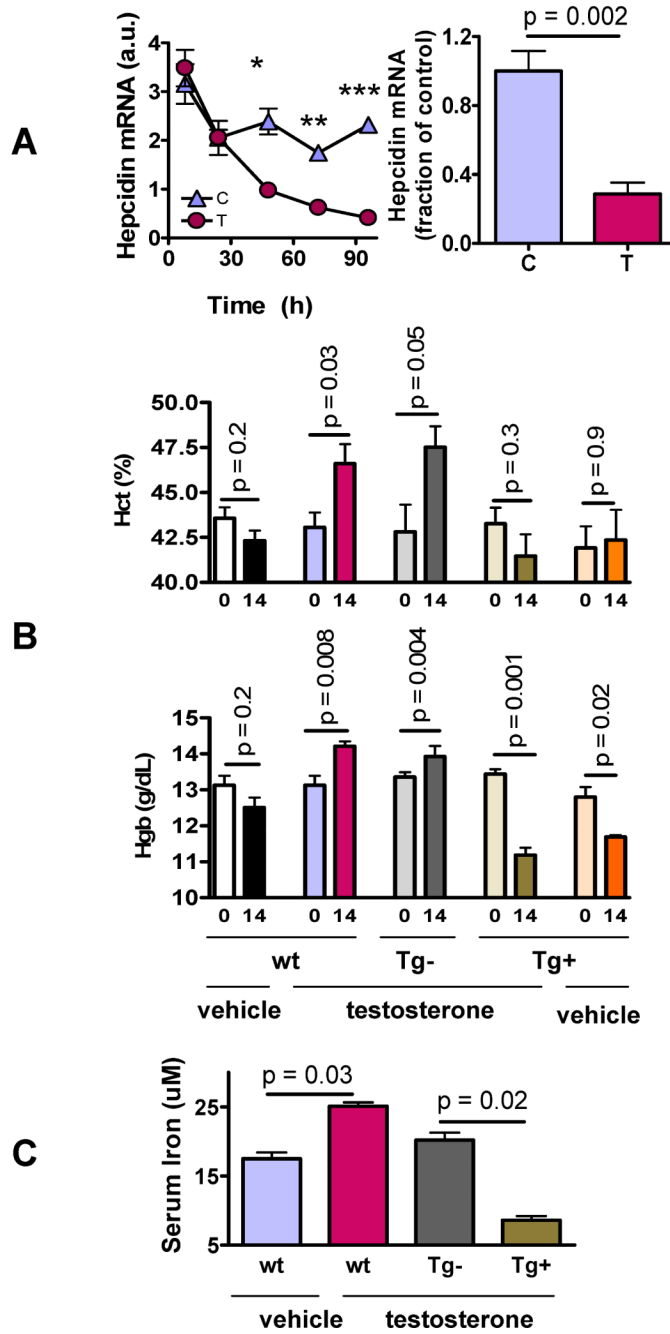 A
Hepcidin mRNA (a.u.)
4
3
2
1
0
*
**
***
C
T
0 30 60 90
Time (h)
p = 0.002
Hepcidin mRNA
(fraction of control)
1.2
0.8
0.4
0.0
C T
B
Hct (%)
50.0
47.5
45.0
42.5
40.0
p = 0.2
p = 0.03
p = 0.05
p = 0.3
p = 0.9
0 14 0 14 0 14 0 14 0 14
Hgb (g/dL)
15
14
13
12
11
10
p = 0.2
p = 0.008
p = 0.004
p = 0.001
p = 0.02
0 14 0 14 0 14 0 14 0 14
wt Tg- Tg+
vehicle testosterone vehicle
C
Serum Iron (uM)
25
15
5
p = 0.03
p = 0.02
wt wt Tg- Tg+
vehicle testosterone